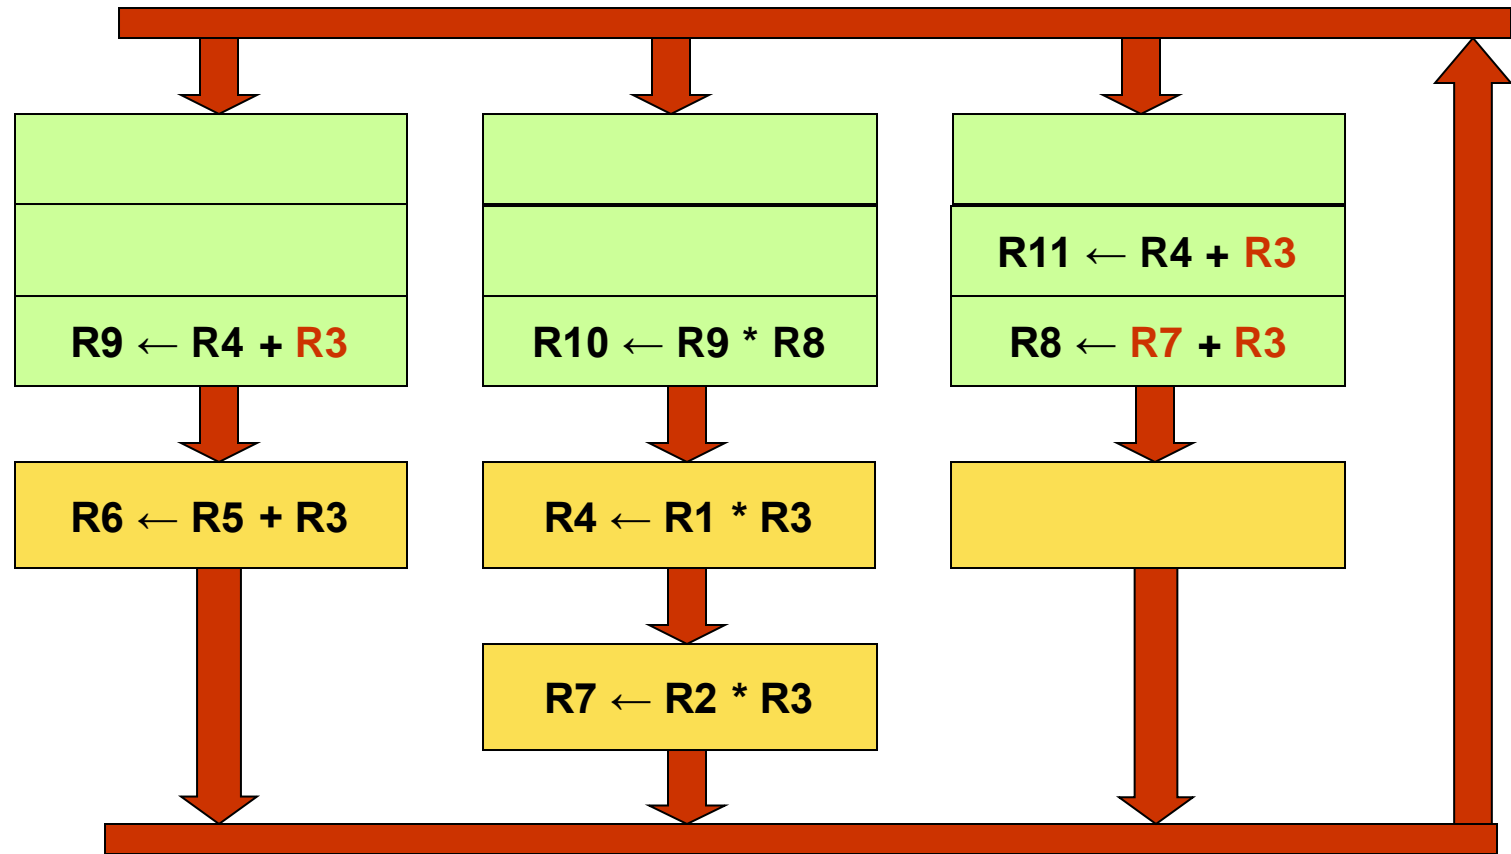 R11 ← R4 + R3
R9 ← R4 + R3
R10 ← R9 * R8
R8 ← R7 + R3
R6 ← R5 + R3
R4 ← R1 * R3
R7 ← R2 * R3